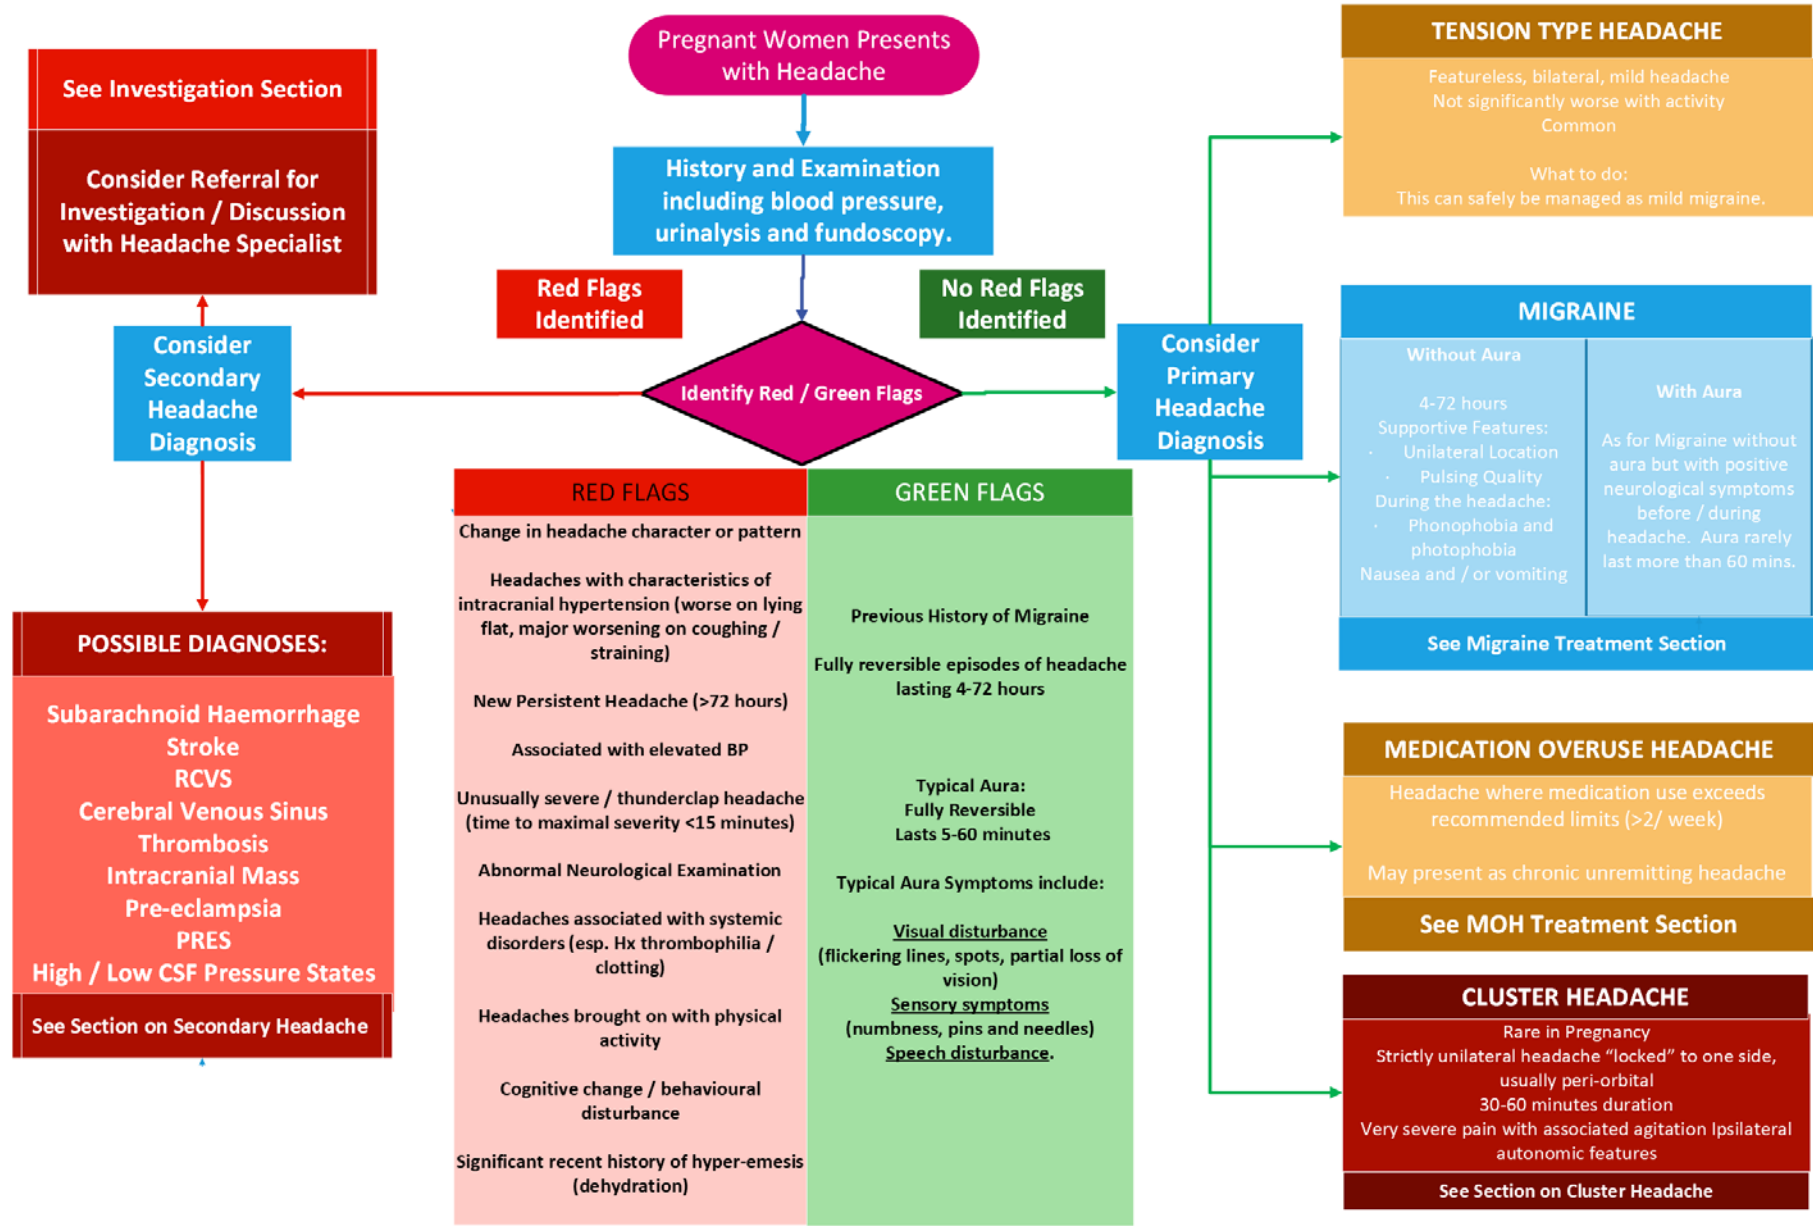 Pregnant Women Presents
with Headache
History and Examination
including blood pressure,
urinalysis and fundoscopy.
Red Flags
Identified
No Red Flags
Identified
Identify Red / Green Flags
See Investigation Section
Consider Referral for
Investigation / Discussion
with Headache Specialist
Consider
Secondary
Headache
Diagnosis
POSSIBLE DIAGNOSES:
Subarachnoid Haemorrhage
Stroke
RCVS
Cerebral Venous Sinus
Thrombosis
Intracranial Mass
Pre-eclampsia
PRES
High / Low CSF Pressure States
See Section on Secondary Headache
RED FLAGS
Change in headache character or pattern
Headaches with characteristics of
intracranial hypertension (worse on lying
flat, major worsening on coughing /
straining)
New Persistent Headache (>72 hours)
Associated with elevated BP
Unusually severe / thunderclap headache
(time to maximal severity <15 minutes)
Abnormal Neurological Examination
Headaches associated with systemic
disorders (esp. Hx thrombophilia /
clotting)
Headaches brought on with physical
activity
Cognitive change / behavioural
disturbance
Significant recent history of hyper-emesis
(dehydration)
GREEN FLAGS
Previous History of Migraine
Fully reversible episodes of headache
lasting 4-72 hours
Typical Aura:
Fully Reversible
Lasts 5-60 minutes
Typical Aura Symptoms include:
Visual disturbance
(flickering lines, spots, partial loss of
vision)
Sensory symptoms
(numbness, pins and needles)
Speech disturbance.
Consider
Primary
Headache
Diagnosis
TENSION TYPE HEADACHE
Featureless, bilateral, mild headache
Not significantly worse with activity
Common
What to do:
This can safely be managed as mild migraine.
MIGRAINE
Without Aura
4-72 hours
Supportive Features:
· Unilateral Location
· Pulsing Quality
During the headache:
· Phonophobia and
photophobia
Nausea and / or vomiting
With Aura
As for Migraine without
aura but with positive
neurological symptoms
before / during
headache. Aura rarely
last more than 60 mins.
See Migraine Treatment Section
MEDICATION OVERUSE HEADACHE
Headache where medication use exceeds
recommended limits (>2/ week)
May present as chronic unremitting headache
See MOH Treatment Section
CLUSTER HEADACHE
Rare in Pregnancy
Strictly unilateral headache “locked” to one side,
usually peri-orbital
30-60 minutes duration
Very severe pain with associated agitation Ipsilateral
autonomic features
See Section on Cluster Headache